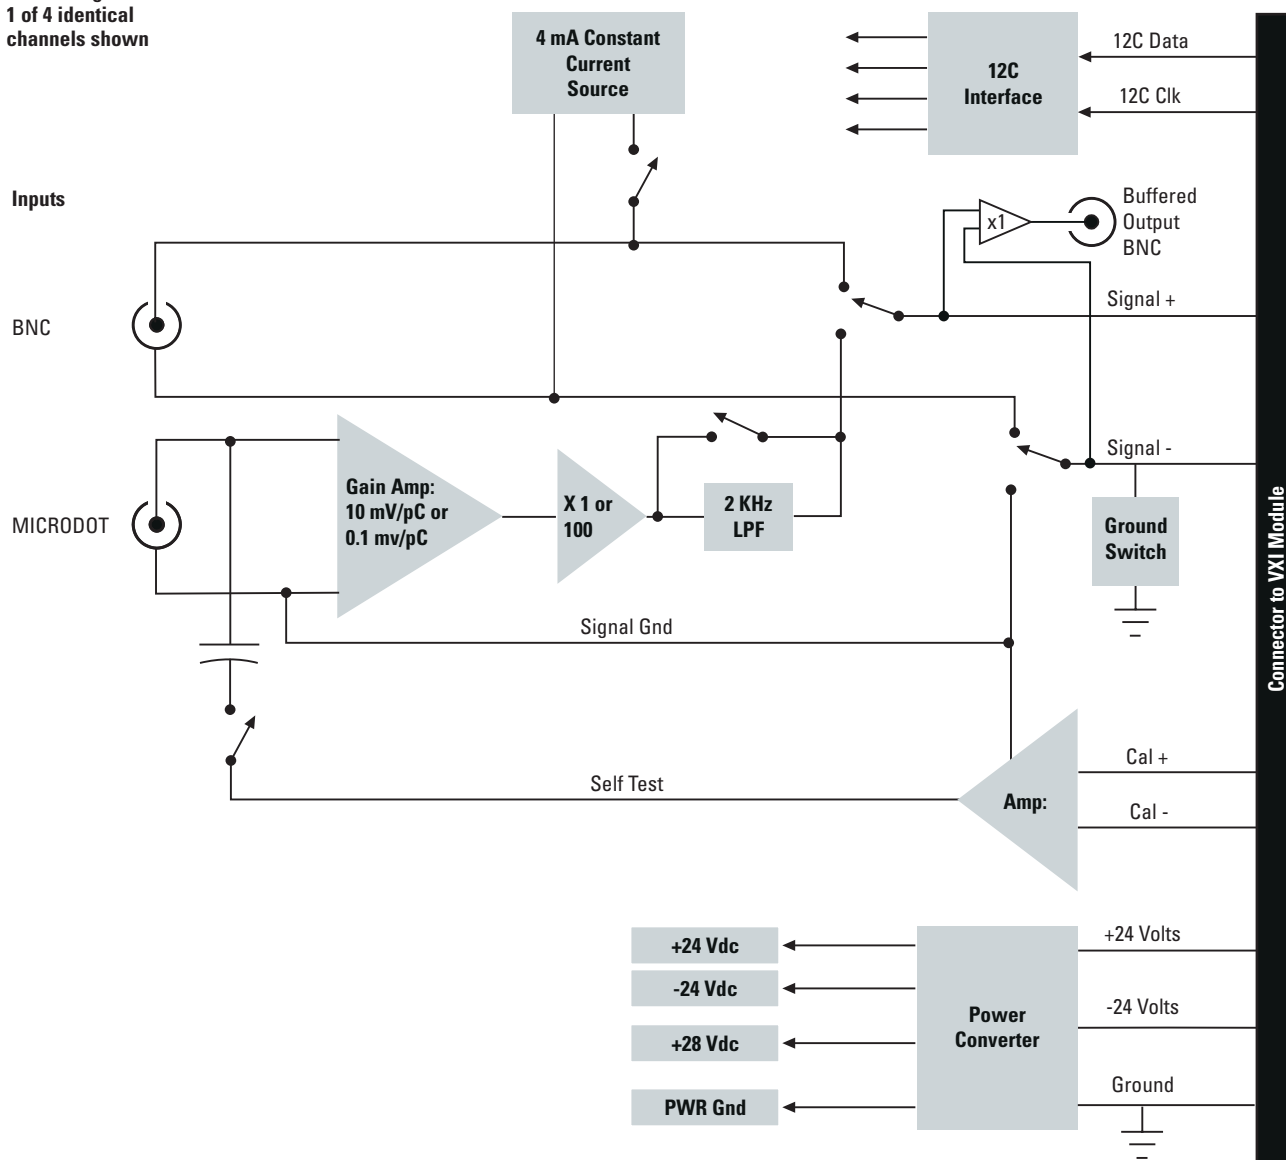 1 of 4 identical
channels shown
4 mA Constant
Current
Source
12C
Interface
12C Data
12C Clk
Inputs
x1
Buffered
Output
BNC
Signal +
BNC
Signal -
Gain Amp:
10 mV/pC or
0.1 mv/pC
X 1 or
100
2 KHz
LPF
MICRODOT
Ground
Switch
Signal Gnd
Connector to VXI Module
Cal +
Self Test
Amp:
Cal -
+24 Vdc
+24 Volts
-24 Vdc
-24 Volts
Power
Converter
+28 Vdc
Ground
PWR Gnd